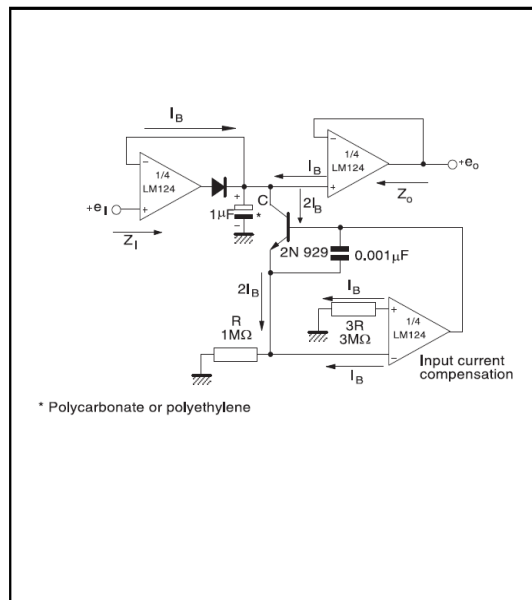 I_B
1/4
LM124
+e_I
Z_I
C
1μF
*
I_B
2I_B
1/4
LM124
+e_o
Z_o
2N 929
0.001μF
2I_B
R
1MΩ
I_B
3R
3MΩ
1/4
LM124
I_B
Input current
compensation
* Polycarbonate or polyethylene